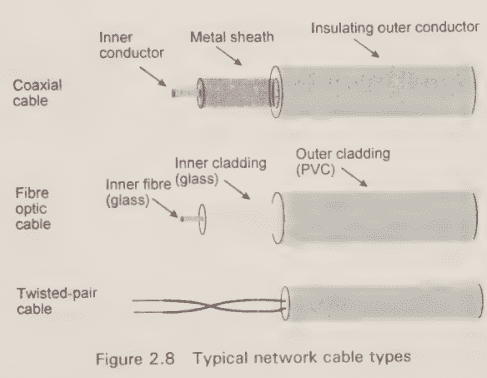 Inner
conductor
Metal sheath
Insulating outer conductor
Coaxial
cable
Inner cladding
(glass)
Outer cladding
(PVC)
Inner fibre
(glass)
Fibre
optic
cable
Twisted-pair
cable
Figure 2.8 Typical network cable types